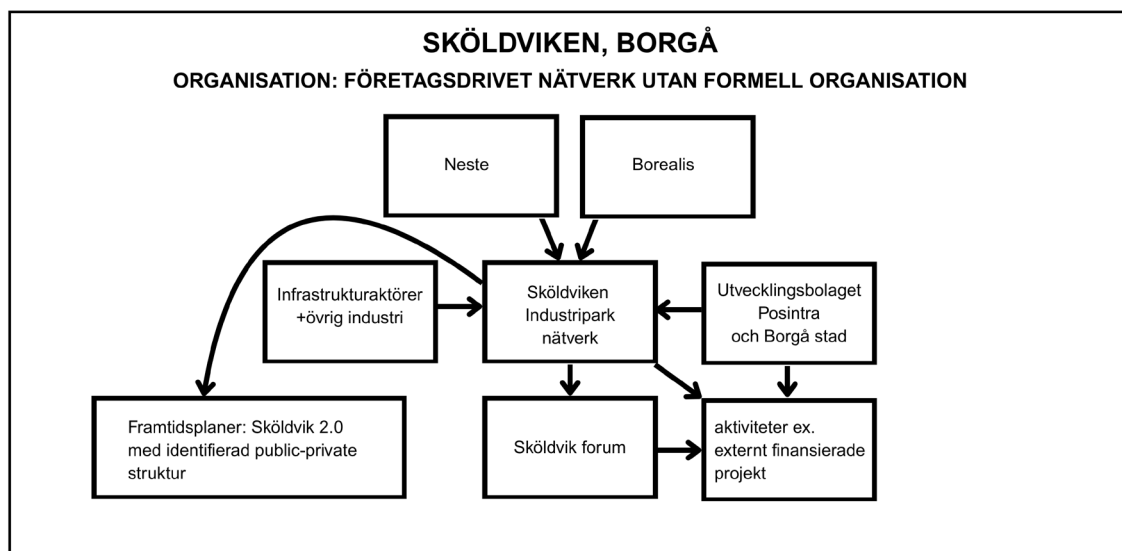 SKÖLDVIKEN, BORGÅ
ORGANISATION: FÖRETAGSDRIVET NÄTVERK UTAN FORMELL ORGANISATION
Neste
Borealis
Infrastrukturaktörer
+övrig industri
Sköldviken
Industripark
nätverk
Utvecklingsbolaget
Posintra
och Borgå stad
Framtidsplaner: Sköldvik 2.0
med identifierad public-private
struktur
Sköldvik forum
aktiviteter ex.
externt finansierade
projekt